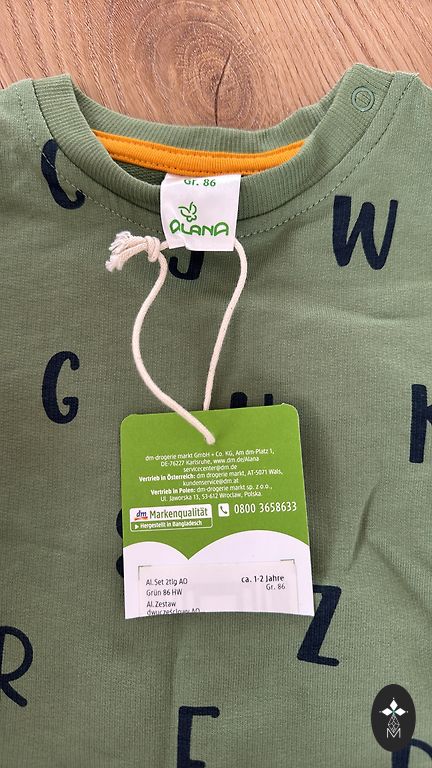 Gr. 86
ALANA
C
J
W
G
K
dm-drogerie markt GmbH + Co. KG, Am dm-Platz 1,
DE-76227 Karlsruhe, www.dm.de/Alana
servicecenter@dm.de
Vertrieb in Österreich: dm drogerie markt, AT-5071 Wals,
kundenservice@dm.at
Vertrieb in Polen: dm-drogerie markt sp. z o.o.,
Ul. Jaworska 13, 53-612 Wrocław, Polska
dm Markenqualität
Hergestellt in Bangladesch
0800 3658633
Al.Set 2tlg AO ca. 1-2 Jahre
Grün 86 HW Gr. 86
Al.Zestaw
dwuczęściowy AO
Z
R
E
M